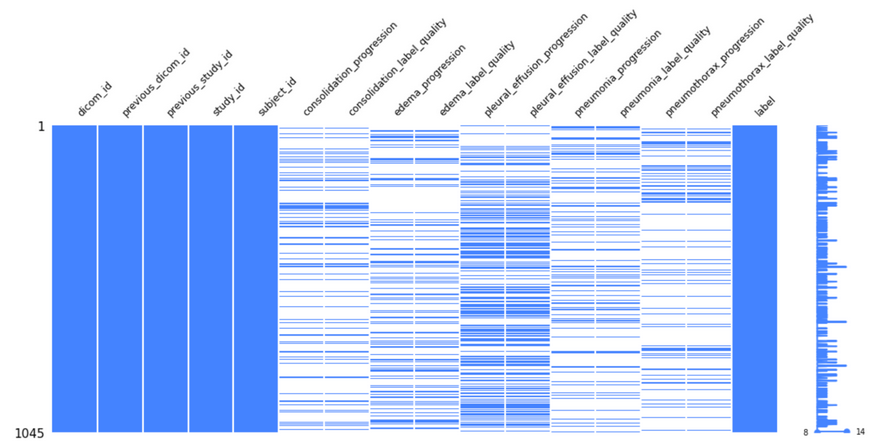 dicom_id
previous_dicom_id
previous_study_id
study_id
subject_id
consolidation_progression
consolidation_label_quality
edema_progression
edema_label_quality
pleural_effusion_progression
pleural_effusion_label_quality
pneumonia_progression
pneumonia_label_quality
pneumothorax_progression
pneumothorax_label_quality
label
1
1045
8 14